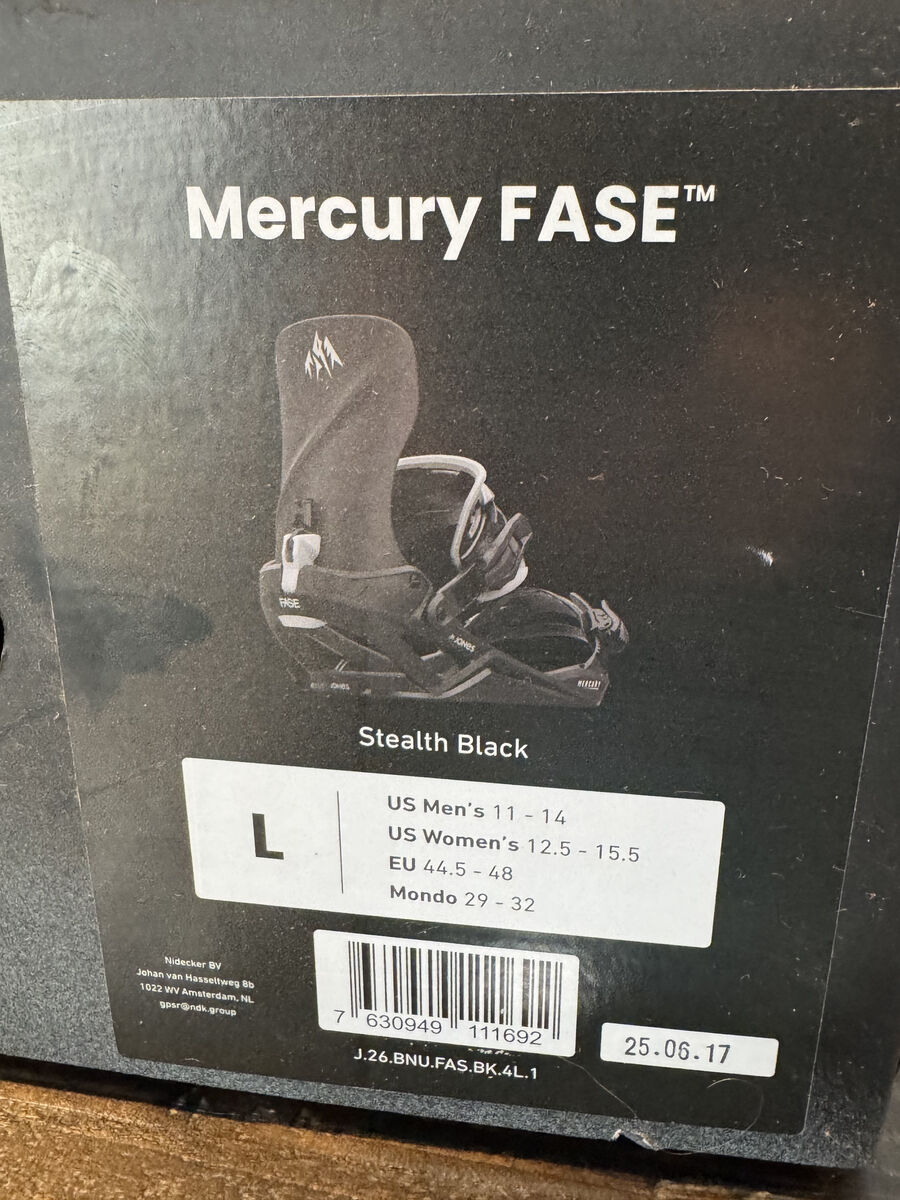 Mercury FASE™
FASE
JONES
JONES
MERCURY
Stealth Black
L
US Men's 11 - 14
US Women's 12.5 - 15.5
EU 44.5 - 48
Mondo 29 - 32
Nidecker BV
Johan van Hasseltweg 8b
1022 WV Amsterdam, NL
gpsr@ndk.group
7 630949 111692
25.06.17
J.26.BNU.FAS.BK.4L.1